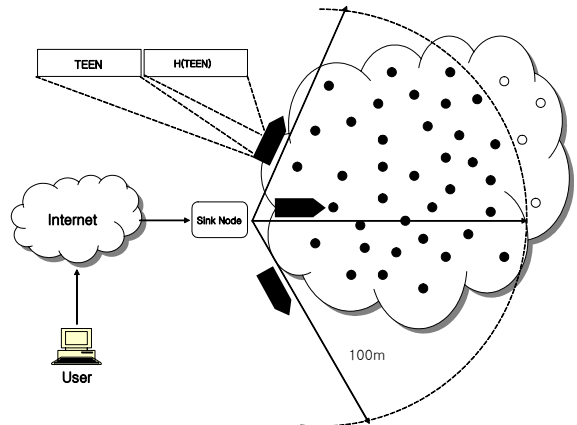 TEEN
H(TEEN)
Internet
Sink Node
100m
User